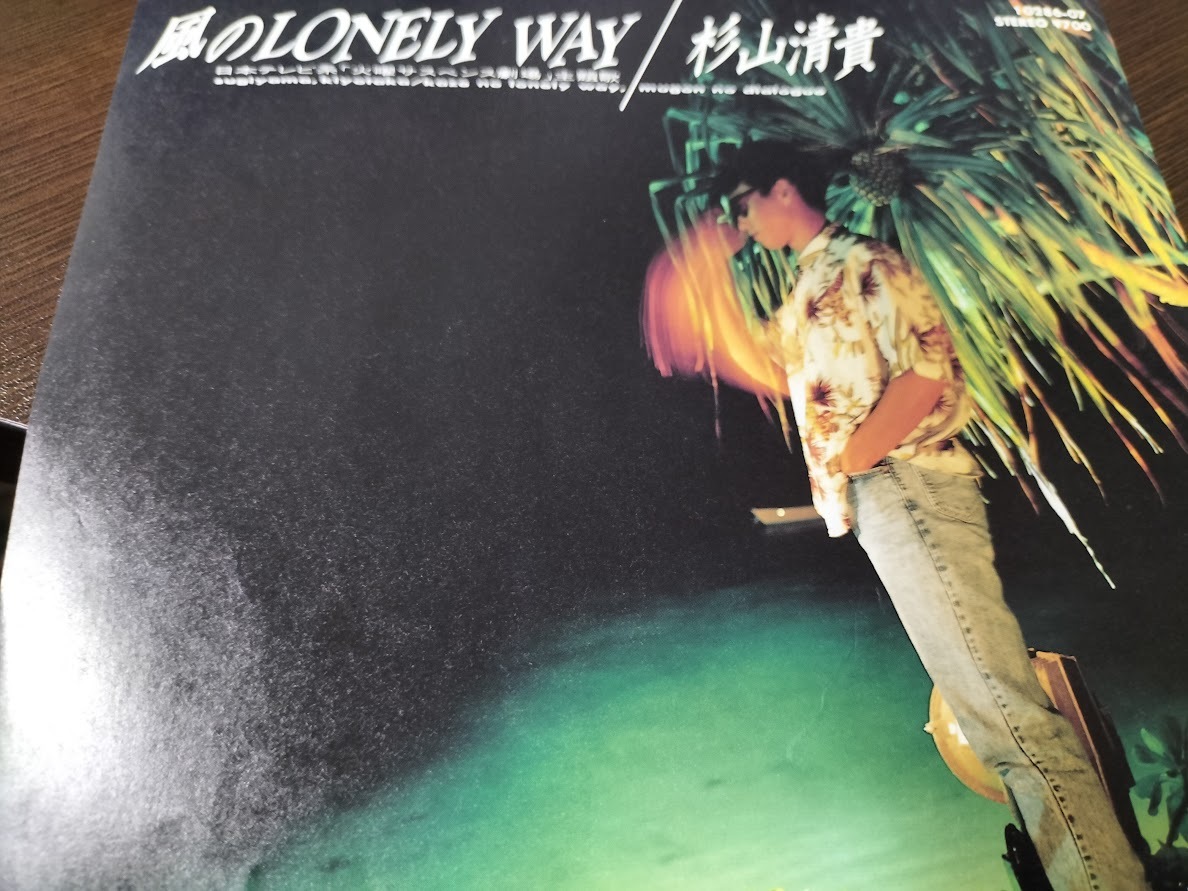 風のLONELY WAY/杉山清貴
日本テレビ系「火曜サスペンス劇場」主題歌
sugiyama,kiyotaka/kaze no lonely way, mugen no dialogue
STEREO ¥700